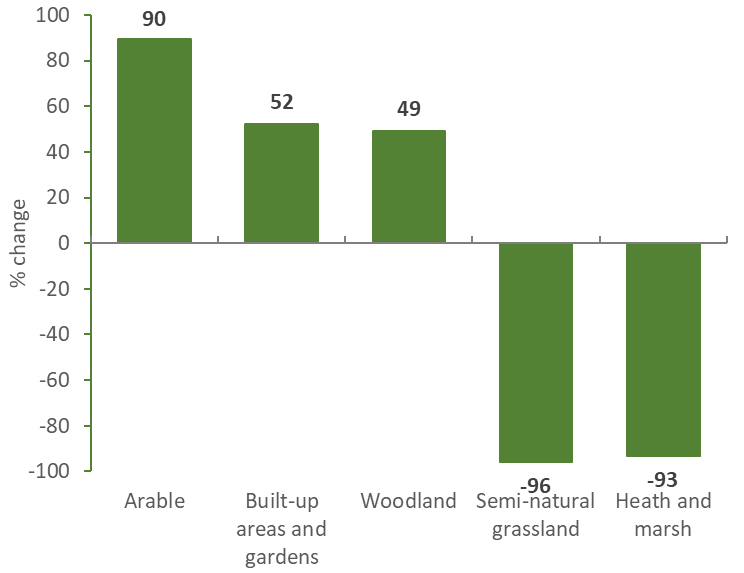 100
90
80
52
49
60
40
20
0
% change
-20
-40
-60
-80
-100
-96
-93
Arable
Built-up
areas and
gardens
Woodland
Semi-natural
grassland
Heath and
marsh